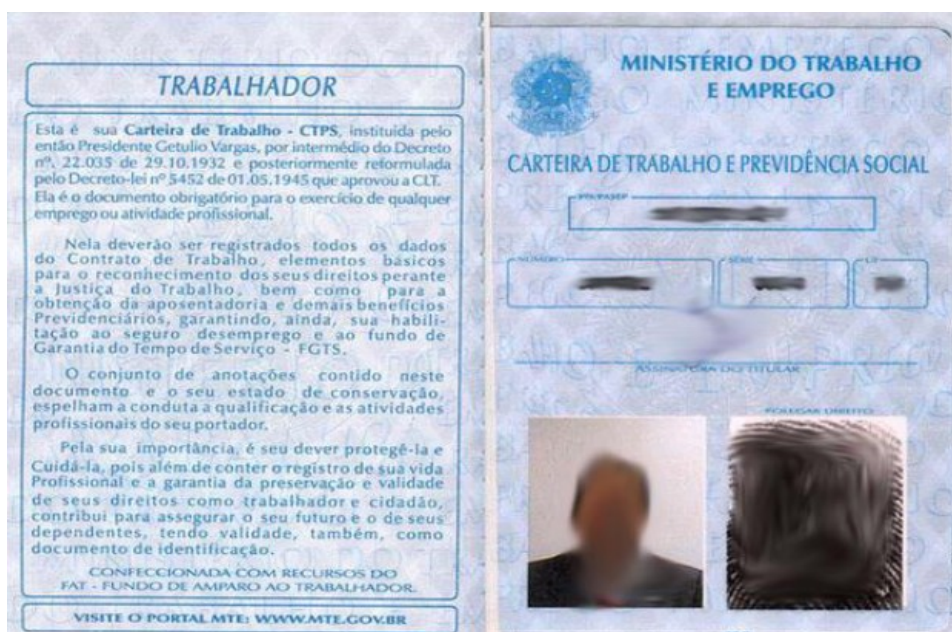 TRABALHADOR
Esta é sua Carteira de Trabalho - CTPS, instituída pelo
então Presidente Getulio Vargas, por intermédio do Decreto
nº. 22.035 de 29.10.1932 e posteriormente reformulada
pelo Decreto-lei nº 5452 de 01.05.1945 que aprovou a CLT.
Ela é o documento obrigatório para o exercício de qualquer
emprego ou atividade profissional.
Nela deverão ser registrados todos os dados
do Contrato de Trabalho, elementos básicos
para o reconhecimento dos seus direitos perante
a Justiça do Trabalho, bem como para a
obtenção da aposentadoria e demais benefícios
Previdenciários, garantindo, ainda, sua habili-
tação ao seguro desemprego e ao fundo de
Garantia do Tempo de Serviço - FGTS.
O conjunto de anotações contido neste
documento e o seu estado de conservação,
espelham a conduta a qualificação e as atividades
profissionais do seu portador.
Pela sua importância, é seu dever protegê-la e
Cuidá-la, pois além de conter o registro de sua vida
Profissional e a garantia da preservação e validade
de seus direitos como trabalhador e cidadão,
contribui para assegurar o seu futuro e o de seus
dependentes, tendo validade, também, como
documento de identificação.
CONFECCIONADA COM RECURSOS DO
FAT - FUNDO DE AMPARO AO TRABALHADOR.
VISITE O PORTAL MTE: WWW.MTE.GOV.BR
MINISTÉRIO DO TRABALHO
E EMPREGO
CARTEIRA DE TRABALHO E PREVIDÊNCIA SOCIAL
PIS/PASEP
NÚMERO SÉRIE UF
ASSINATURA DO TITULAR
POLEGAR DIREITO